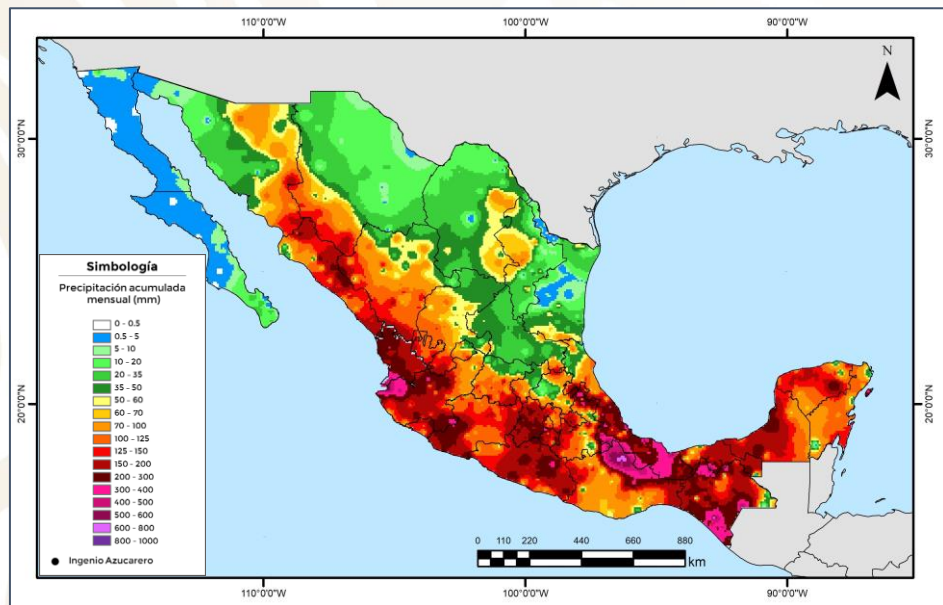 110°0'0"W 100°0'0"W 90°0'0"W
N
30°0'0"N 30°0'0"N
20°0'0"N 20°0'0"N
Simbología
Precipitación acumulada
mensual (mm)
0 - 0.5
0.5 - 5
5 - 10
10 - 20
20 - 35
35 - 50
50 - 60
60 - 70
70 - 100
100 - 125
125 - 150
150 - 200
200 - 300
300 - 400
400 - 500
500 - 600
600 - 800
800 - 1000
Ingenio Azucarero
0 110 220 440 660 880
km
110°0'0"W 100°0'0"W 90°0'0"W